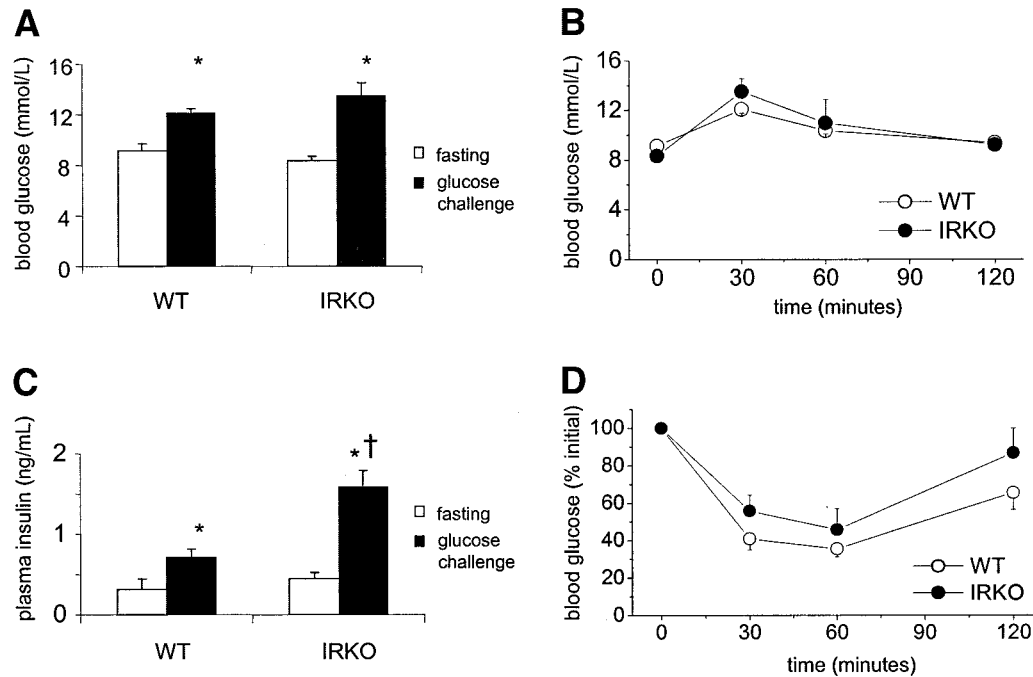 A
blood glucose (mmol/L)
16
12
8
4
0
*
*
fasting
glucose
challenge
WT
IRKO
B
blood glucose (mmol/L)
16
12
8
4
0
WT
IRKO
0
30
60
90
120
time (minutes)
C
plasma insulin (ng/mL)
2
1
0
*
*†
fasting
glucose
challenge
WT
IRKO
D
blood glucose (% initial)
100
80
60
40
20
0
WT
IRKO
0
30
60
90
120
time (minutes)